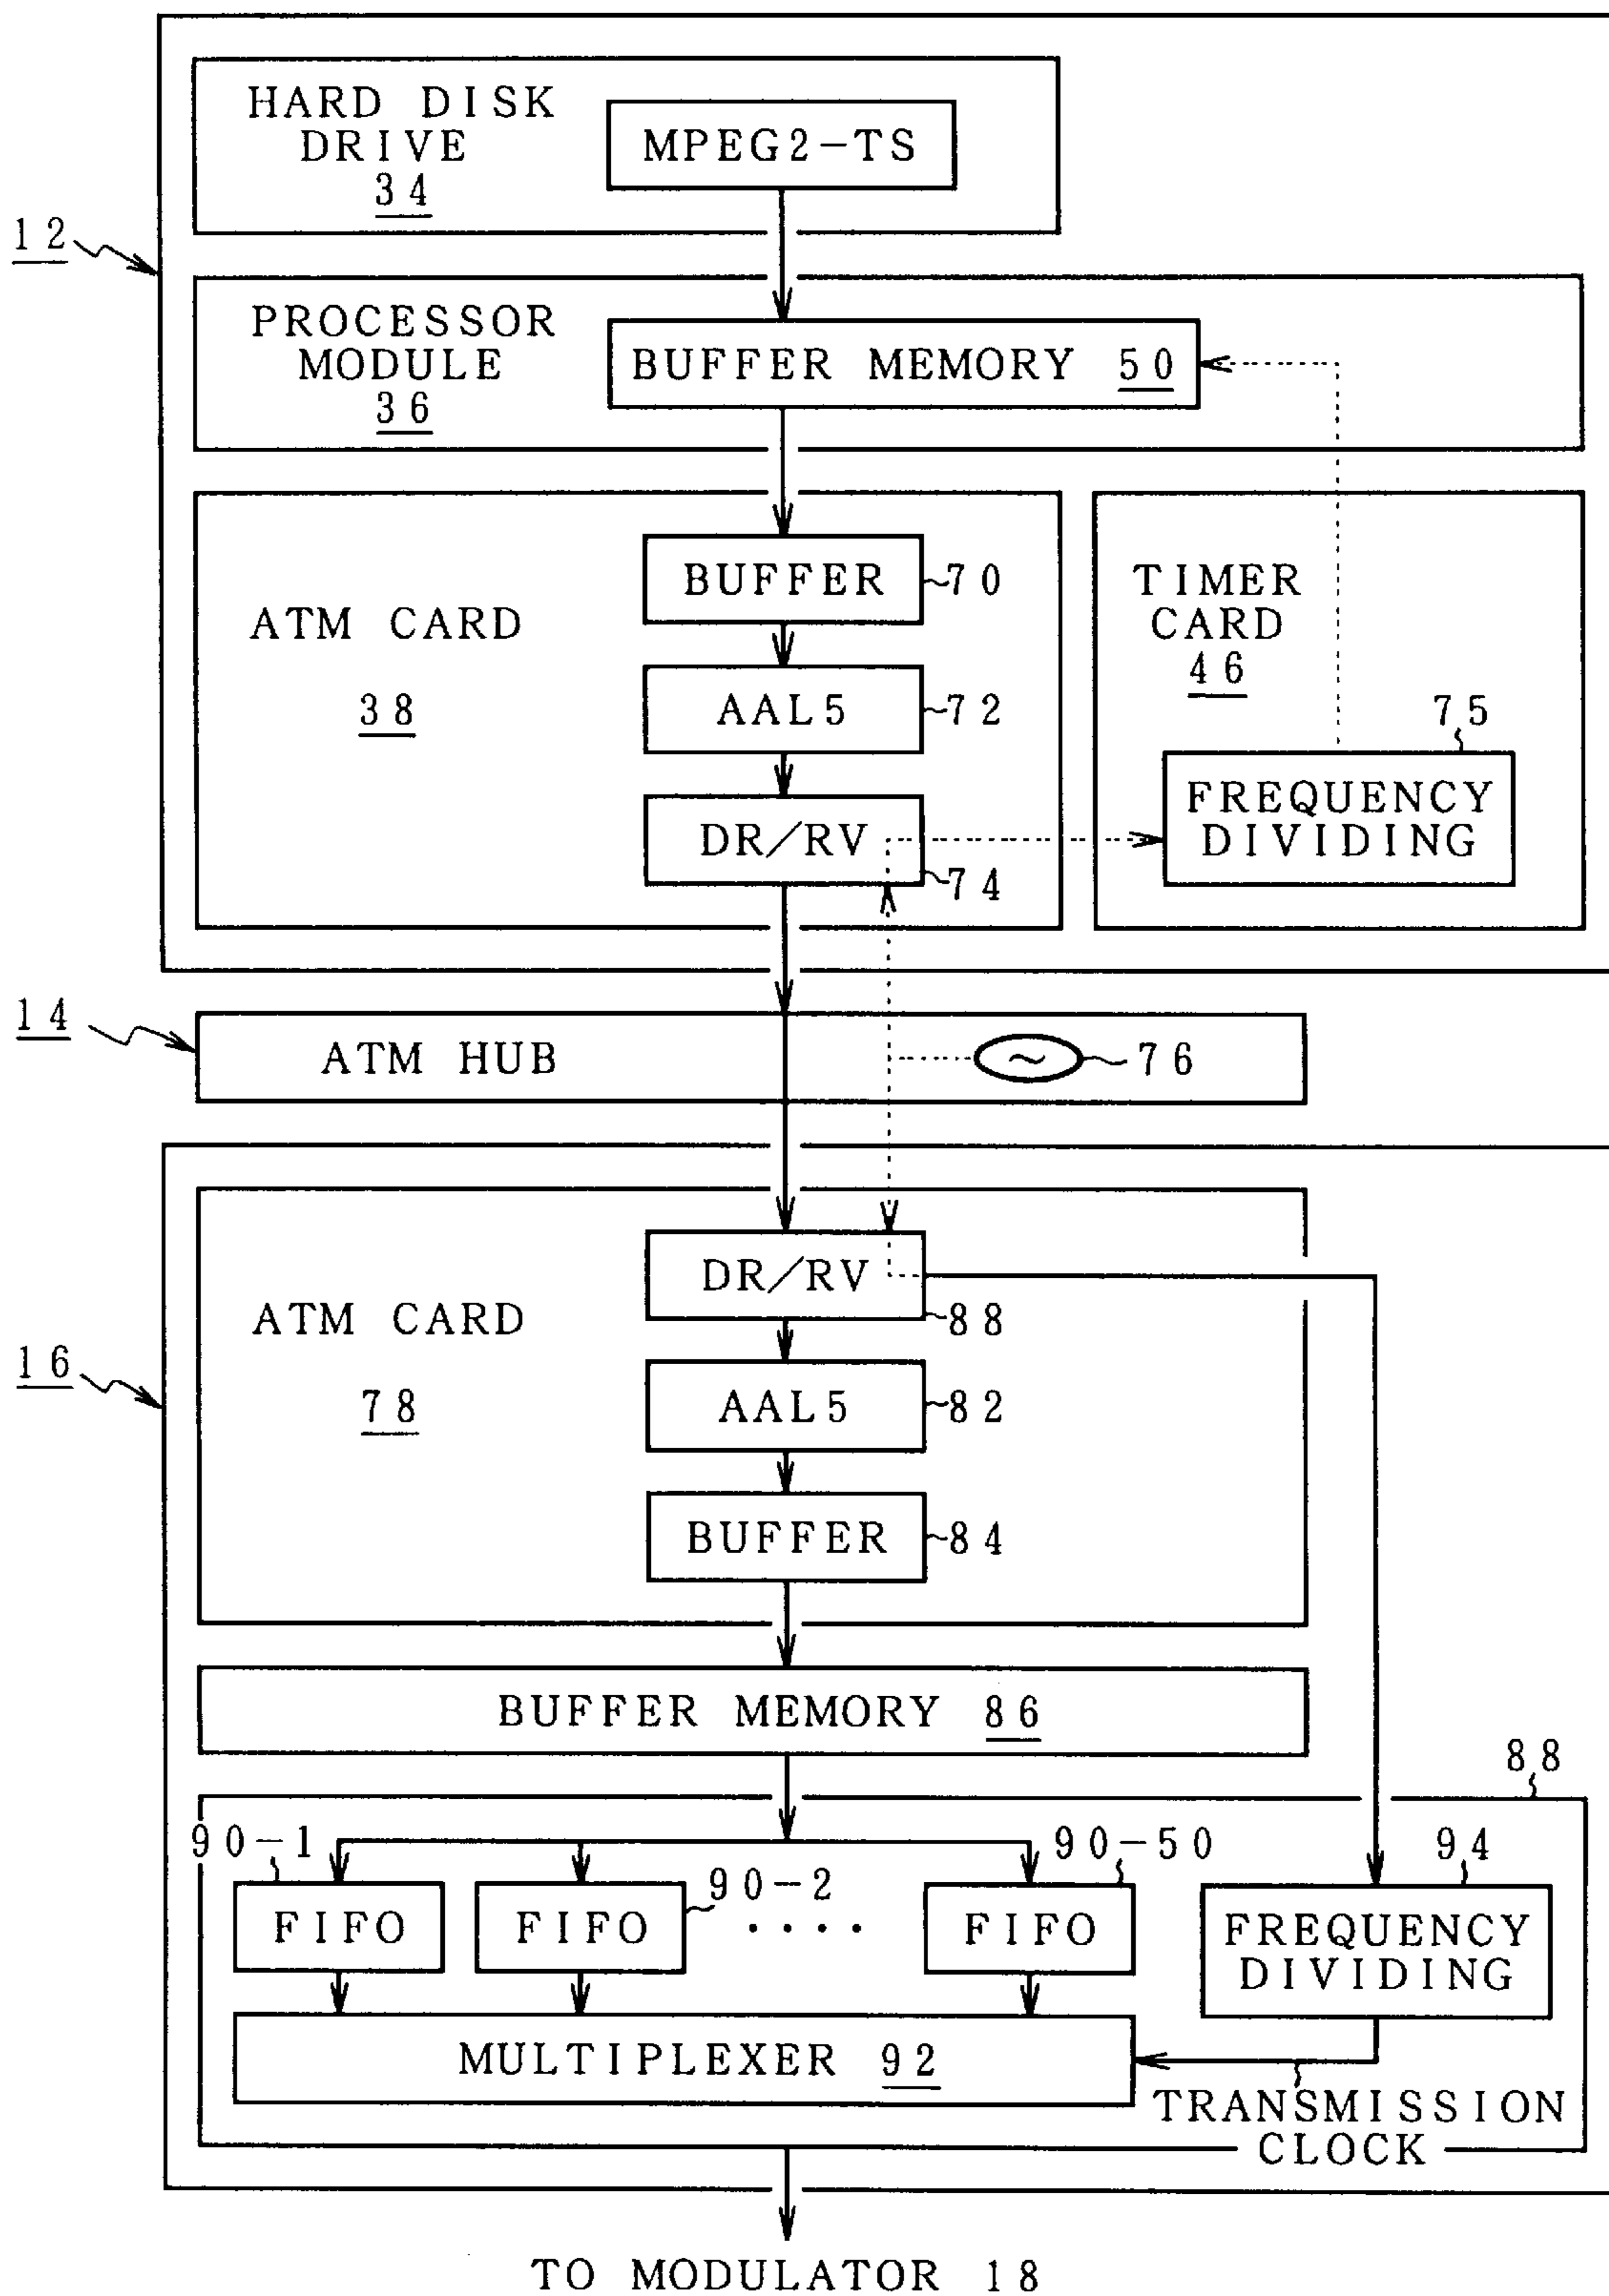 HARD DISK
DRIVE
34
MPEG2-TS
12
PROCESSOR
MODULE
36
BUFFER MEMORY 50
ATM CARD
38
BUFFER
70
AAL5
72
DR/RV
74
TIMER
CARD
46
75
FREQUENCY
DIVIDING
14
ATM HUB
~
76
16
ATM CARD
78
DR/RV
88
AAL5
82
BUFFER
84
BUFFER MEMORY 86
88
90-1
90-2
90-50
94
FIFO
FIFO
....
FIFO
FREQUENCY
DIVIDING
MULTIPLEXER 92
TRANSMISSION
CLOCK
TO MODULATOR 18